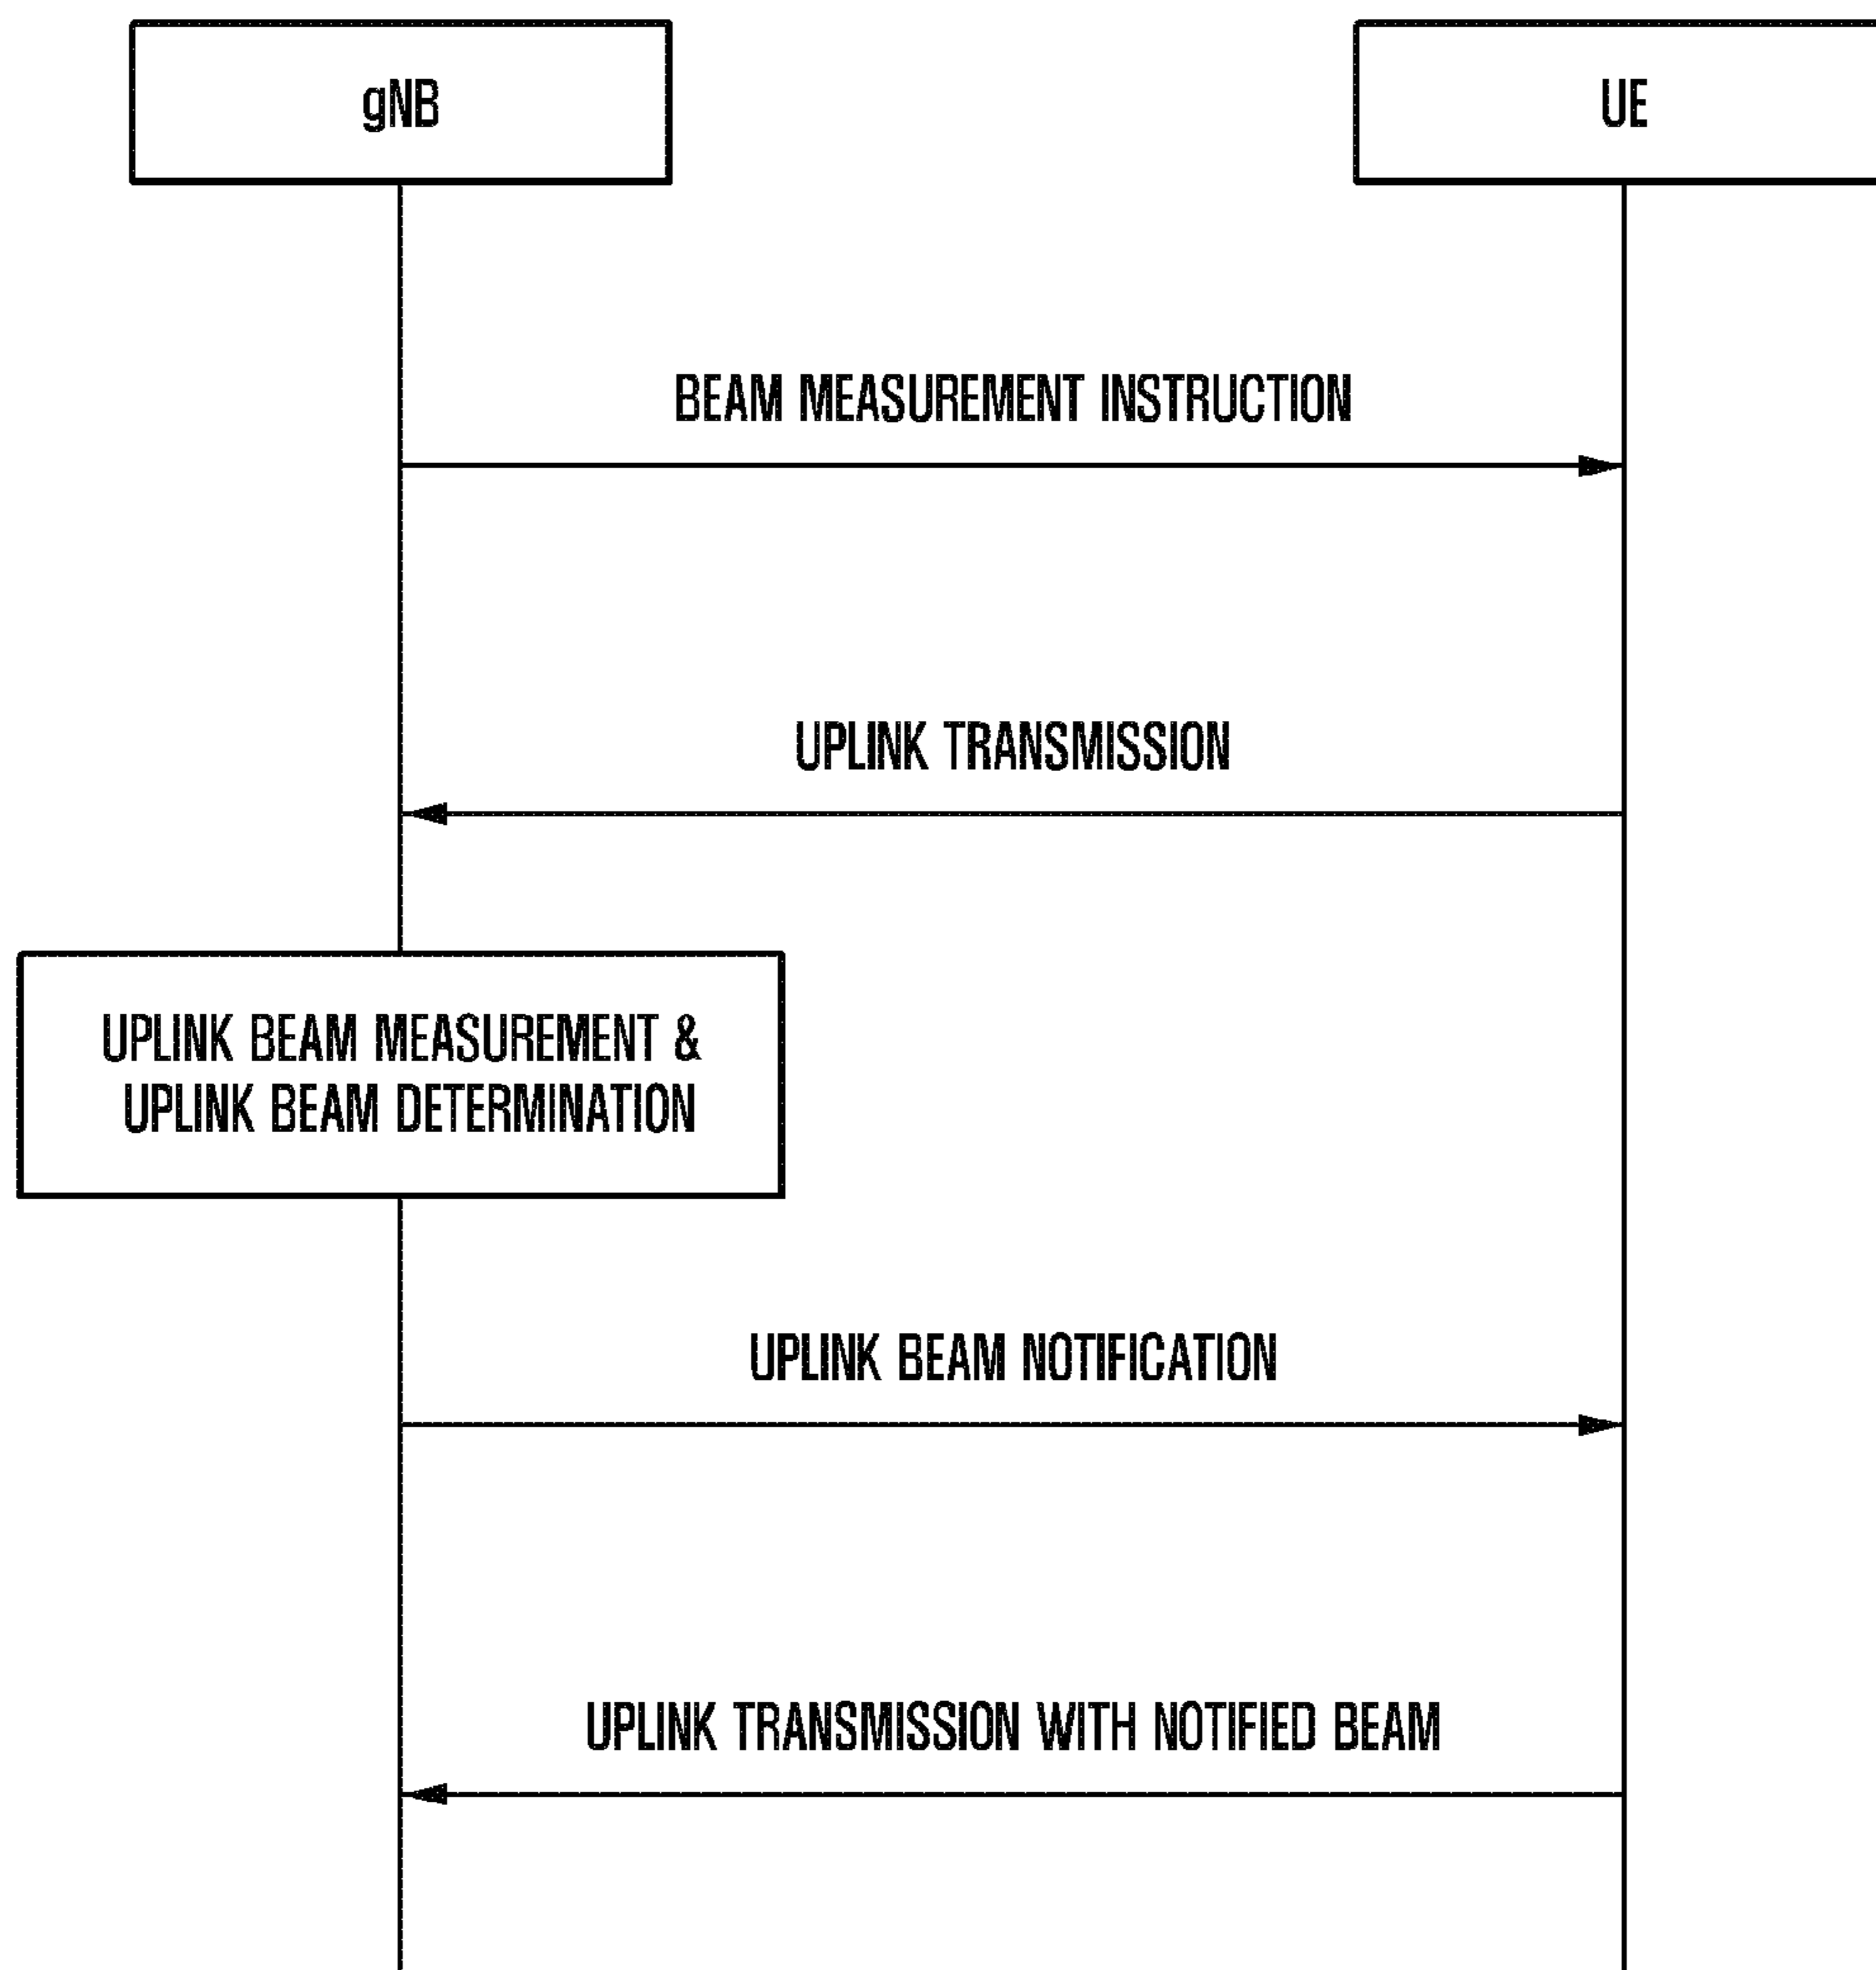 gNB
UE
BEAM MEASUREMENT INSTRUCTION
UPLINK TRANSMISSION
UPLINK BEAM MEASUREMENT &
UPLINK BEAM DETERMINATION
UPLINK BEAM NOTIFICATION
UPLINK TRANSMISSION WITH NOTIFIED BEAM